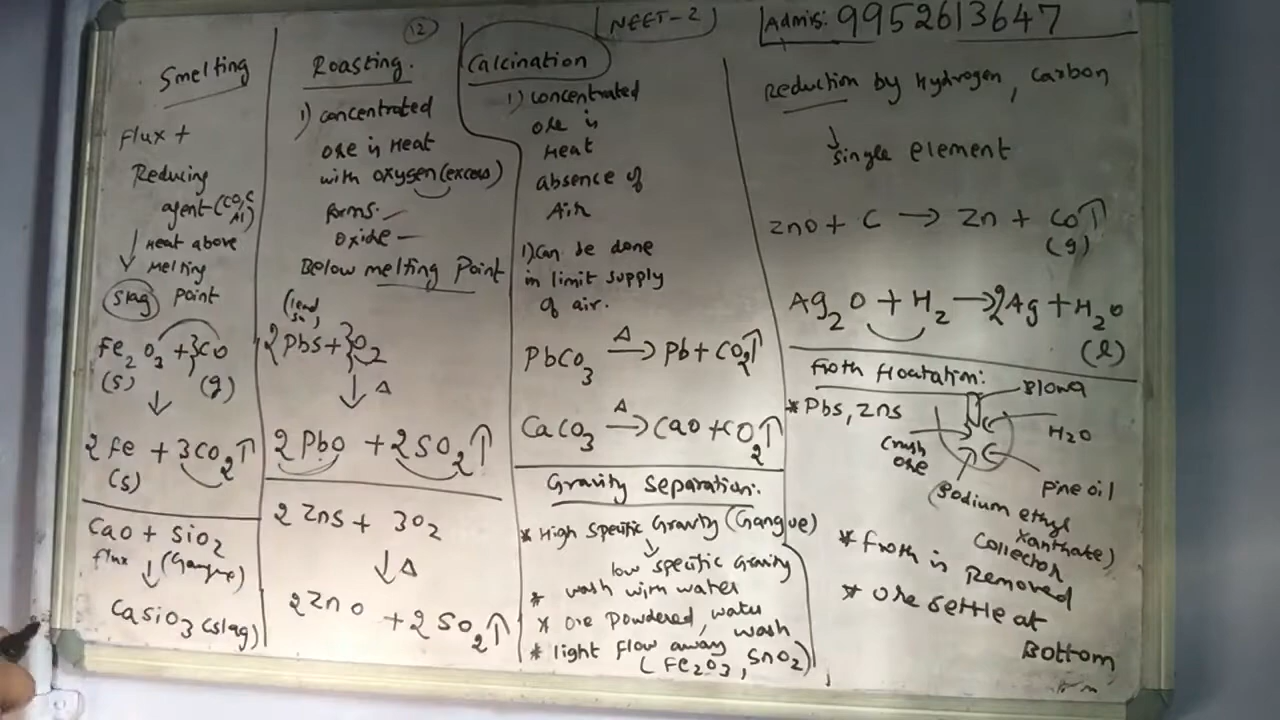 (12)
NEET-2
Admis: 9952613647
Smelting
Flux +
Reducing
agent (CO, C
Al)
Heat above
Melting
Slag Point
Fe2O3 + 3CO
(s) (g)
↓
2Fe + 3CO2↑
(s)
CaO + SiO2
flux ↓ (Gangue)
CaSiO3 (slag)
Roasting.
1) concentrated
ore is Heat
with oxygen (excess)
forms.
oxide
Below melting Point
(lead
2PbS + 3O2
↓ Δ
2PbO + 2SO2↑
2 ZnS + 3O2
↓ Δ
2ZnO + 2SO2↑
Calcination
1) concentrated
ore is
Heat
absence of
Air
1) Can be done
in limit supply
of air.
PbCO3 Δ→ Pb + CO2↑
CaCO3 Δ→ CaO + CO2↑
Gravity Separation:
* High Specific Gravity (Gangue)
↓
low specific gravity
* wash with water
* ore Powdered, water wash
* light flow away
(Fe2O3, SnO2)
Reduction by Hydrogen, Carbon
↓
single element
ZnO + C → Zn + CO↑
(g)
Ag2O + H2 → 2Ag + H2O
(l)
Froth Floatation:
* PbS, ZnS
H2O
Crush
ore
Pine oil
(Sodium ethyl
Xanthate)
Collector
* Froth is Removed
* Ore settle at
Bottom